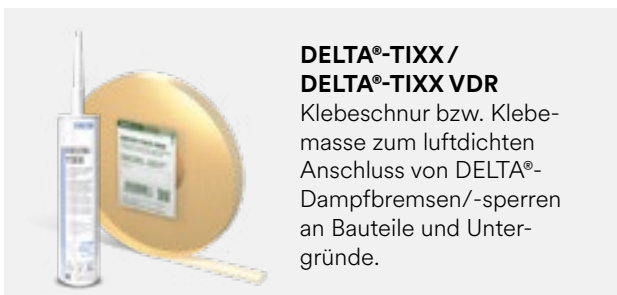 DELTA®-TIXX /
DELTA®-TIXX VDR
Klebeschnur bzw. Klebe-
masse zum luftdichten
Anschluss von DELTA®-
Dampfbremsen/-sperren
an Bauteile und Unter-
gründe.